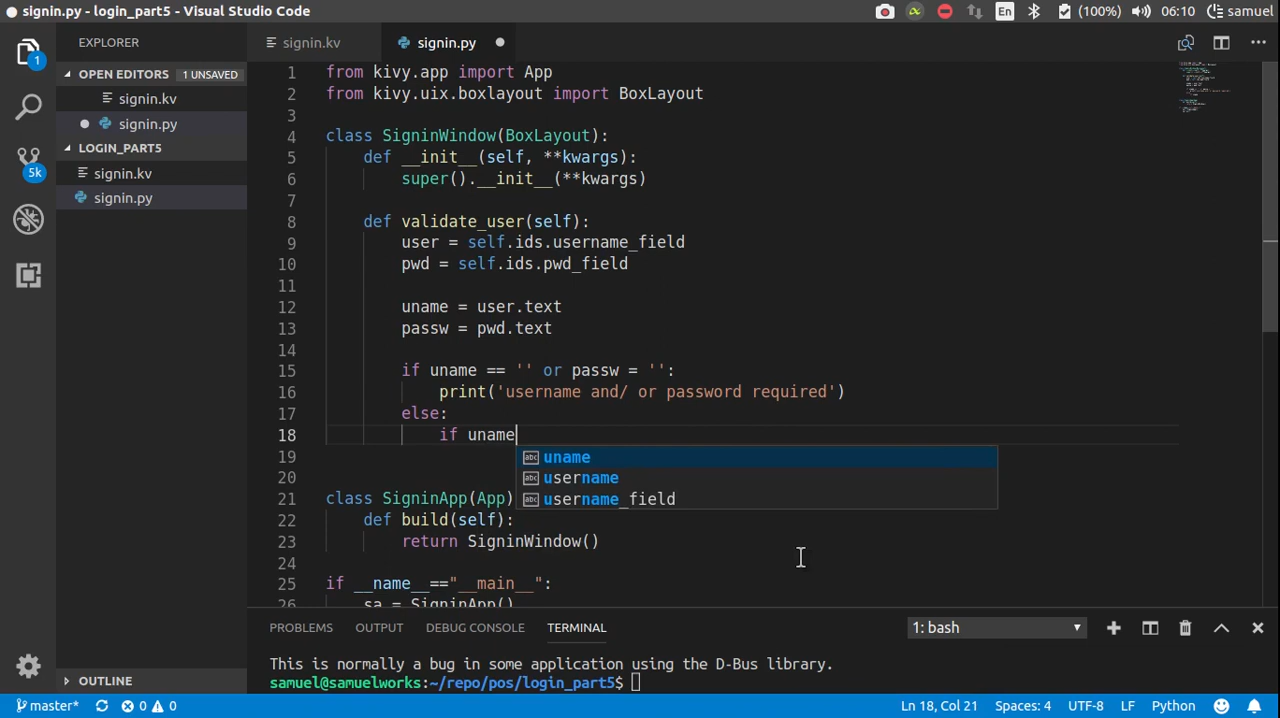 signin.py - login_part5 - Visual Studio Code
En (100%) 06:10 samuel
EXPLORER
signin.kv signin.py
OPEN EDITORS 1 UNSAVED
signin.kv
signin.py
LOGIN_PART5
signin.kv
signin.py
1
5k
1 from kivy.app import App
2 from kivy.uix.boxlayout import BoxLayout
3
4 class SigninWindow(BoxLayout):
5 def __init__(self, **kwargs):
6 super().__init__(**kwargs)
7
8 def validate_user(self):
9 user = self.ids.username_field
10 pwd = self.ids.pwd_field
11
12 uname = user.text
13 passw = pwd.text
14
15 if uname == '' or passw = '':
16 print('username and/ or password required')
17 else:
18 if uname
19 uname
20 username
21 class SigninApp(App) username_field
22 def build(self):
23 return SigninWindow()
24
25 if __name__=="__main__":
26 sa = SigninApp()
PROBLEMS OUTPUT DEBUG CONSOLE TERMINAL 1: bash
This is normally a bug in some application using the D-Bus library.
samuel@samuelworks:~/repo/pos/login_part5$
OUTLINE
master* 0 0 Ln 18, Col 21 Spaces: 4 UTF-8 LF Python